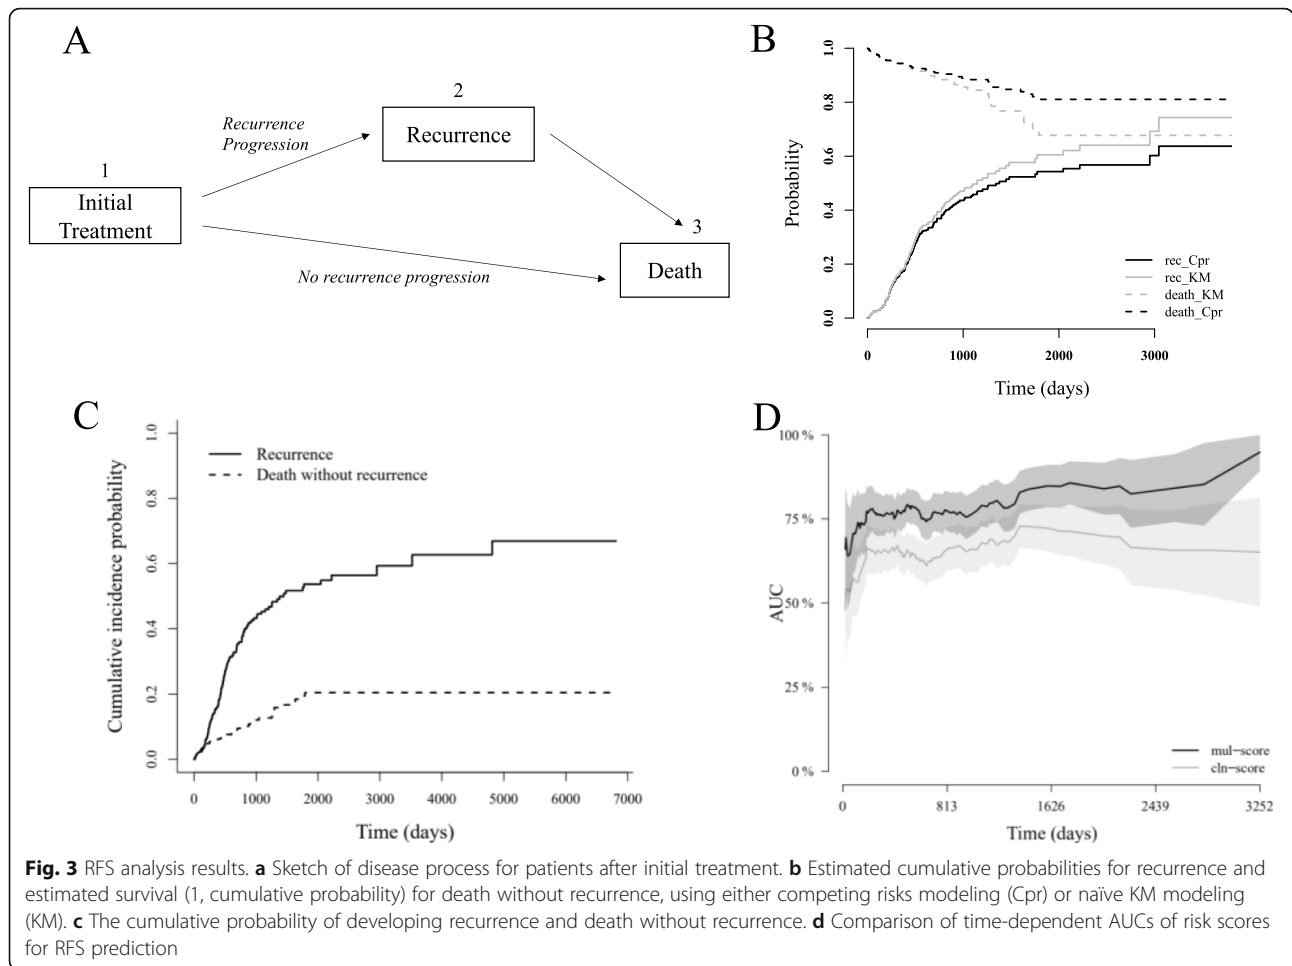 A
2
Recurrence
Progression
Recurrence
1
Initial
Treatment
3
Death
No recurrence progression
B
Probability
1.0
0.8
0.6
0.4
0.2
0.0
rec_Cpr
rec_KM
death_KM
death_Cpr
0 1000 2000 3000
Time (days)
C
Cumulative incidence probability
1.0
0.8
0.6
0.4
0.2
0.0
Recurrence
Death without recurrence
0 1000 2000 3000 4000 5000 6000 7000
Time (days)
D
AUC
100 %
75 %
50 %
25 %
0 %
mul-score
cln-score
0 813 1626 2439 3252
Time (days)
Fig. 3 RFS analysis results. a Sketch of disease process for patients after initial treatment. b Estimated cumulative probabilities for recurrence and
estimated survival (1, cumulative probability) for death without recurrence, using either competing risks modeling (Cpr) or naïve KM modeling
(KM). c The cumulative probability of developing recurrence and death without recurrence. d Comparison of time-dependent AUCs of risk scores
for RFS prediction